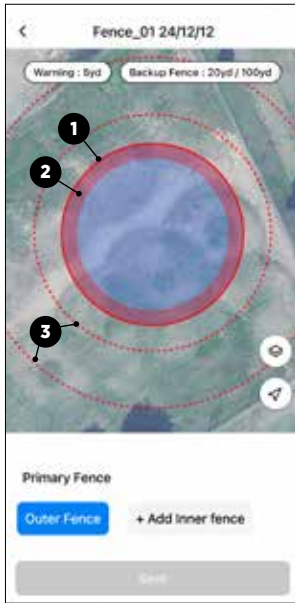 Fence_01 24/12/12
Warning : 5yd
Backup Fence : 20yd / 100yd
1
2
3
Primary Fence
Outer Fence
+ Add Inner fence